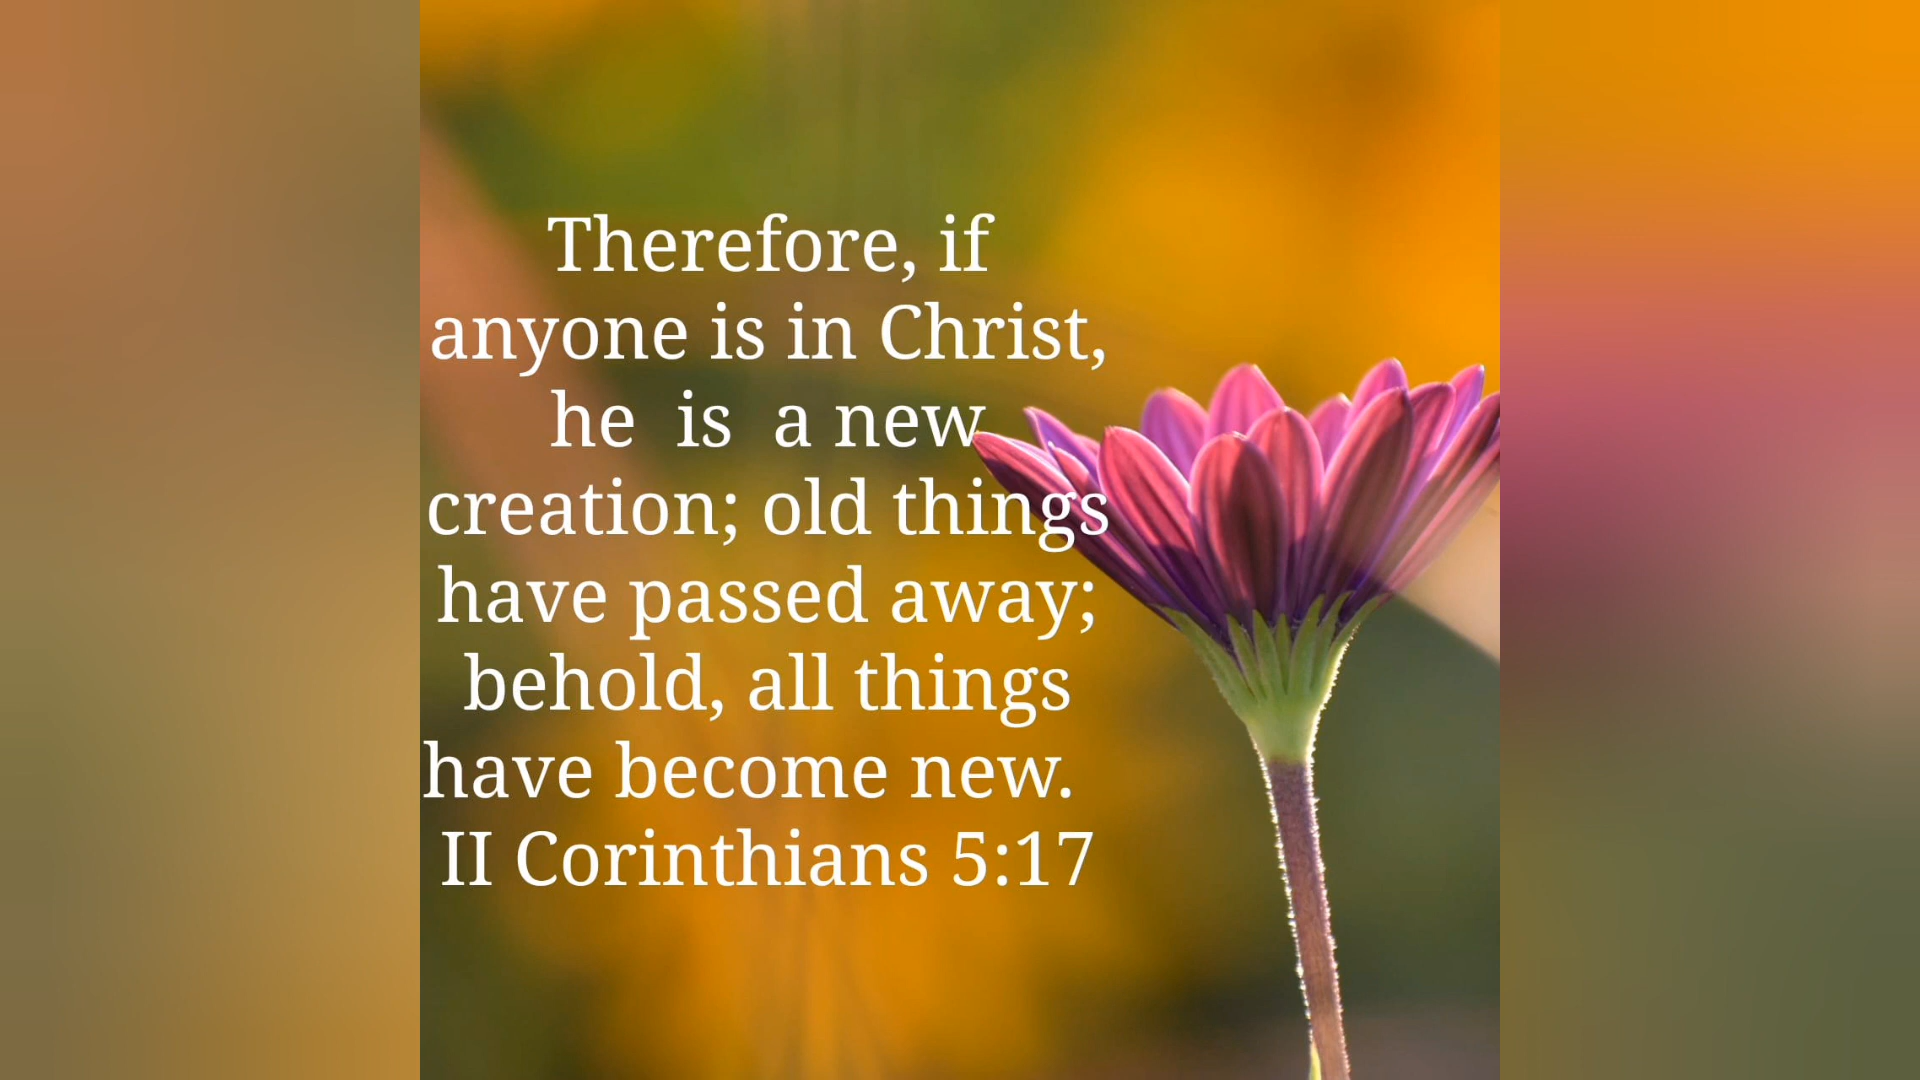 Therefore, if
anyone is in Christ,
he  is  a new
creation; old things
have passed away;
behold, all things
have become new.
II Corinthians 5:17